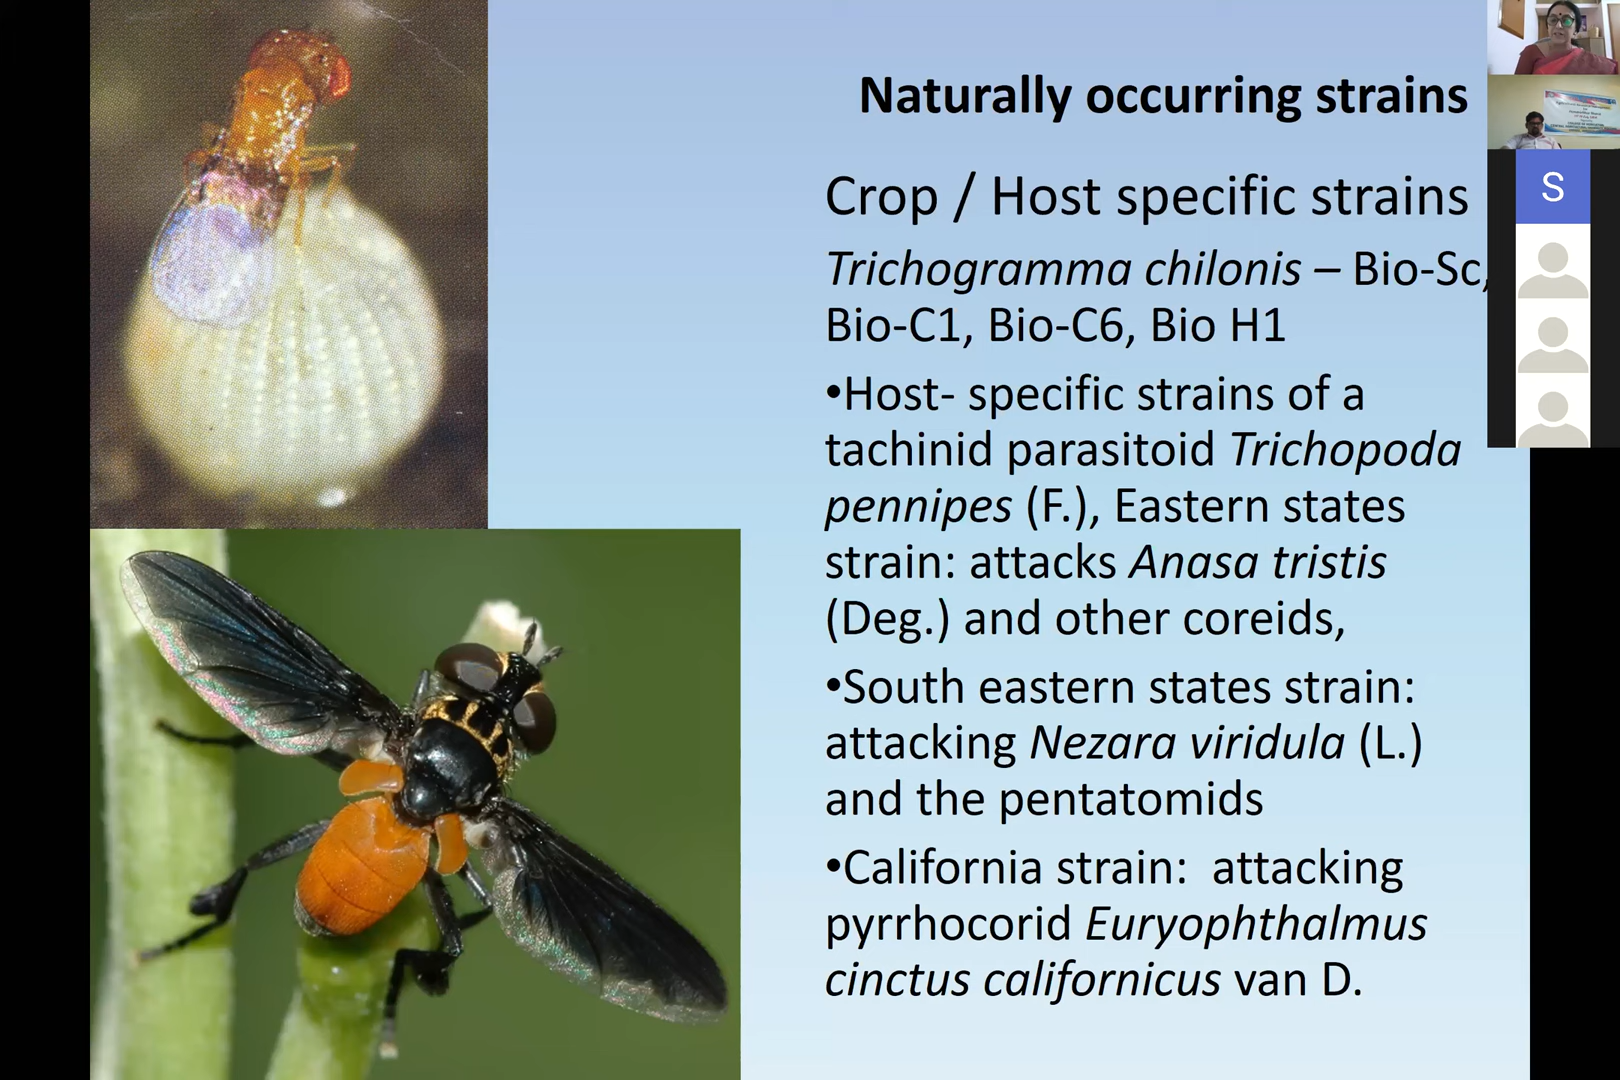 Naturally occurring strains
Crop / Host specific strains
Trichogramma chilonis – Bio-Sc,
Bio-C1, Bio-C6, Bio H1
•Host- specific strains of a
tachinid parasitoid Trichopoda
pennipes (F.), Eastern states
strain: attacks Anasa tristis
(Deg.) and other coreids,
•South eastern states strain:
attacking Nezara viridula (L.)
and the pentatomids
•California strain:  attacking
pyrrhocorid Euryophthalmus
cinctus californicus van D.
S